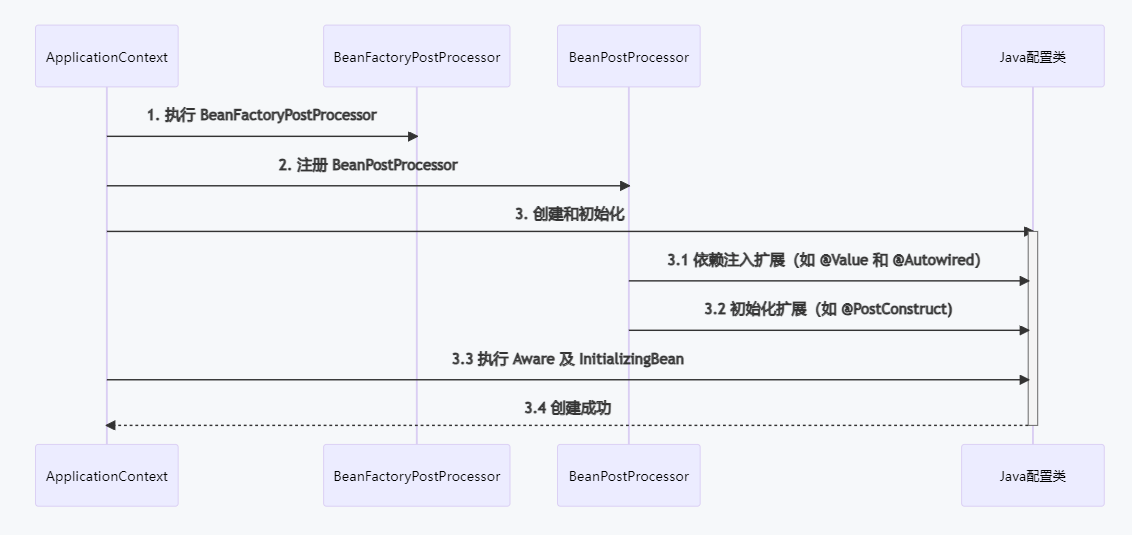 ApplicationContext
BeanFactoryPostProcessor
BeanPostProcessor
Java配置类
1. 执行 BeanFactoryPostProcessor
2. 注册 BeanPostProcessor
3. 创建和初始化
3.1 依赖注入扩展（如 @Value 和 @Autowired）
3.2 初始化扩展（如 @PostConstruct）
3.3 执行 Aware 及 InitializingBean
3.4 创建成功
ApplicationContext
BeanFactoryPostProcessor
BeanPostProcessor
Java配置类